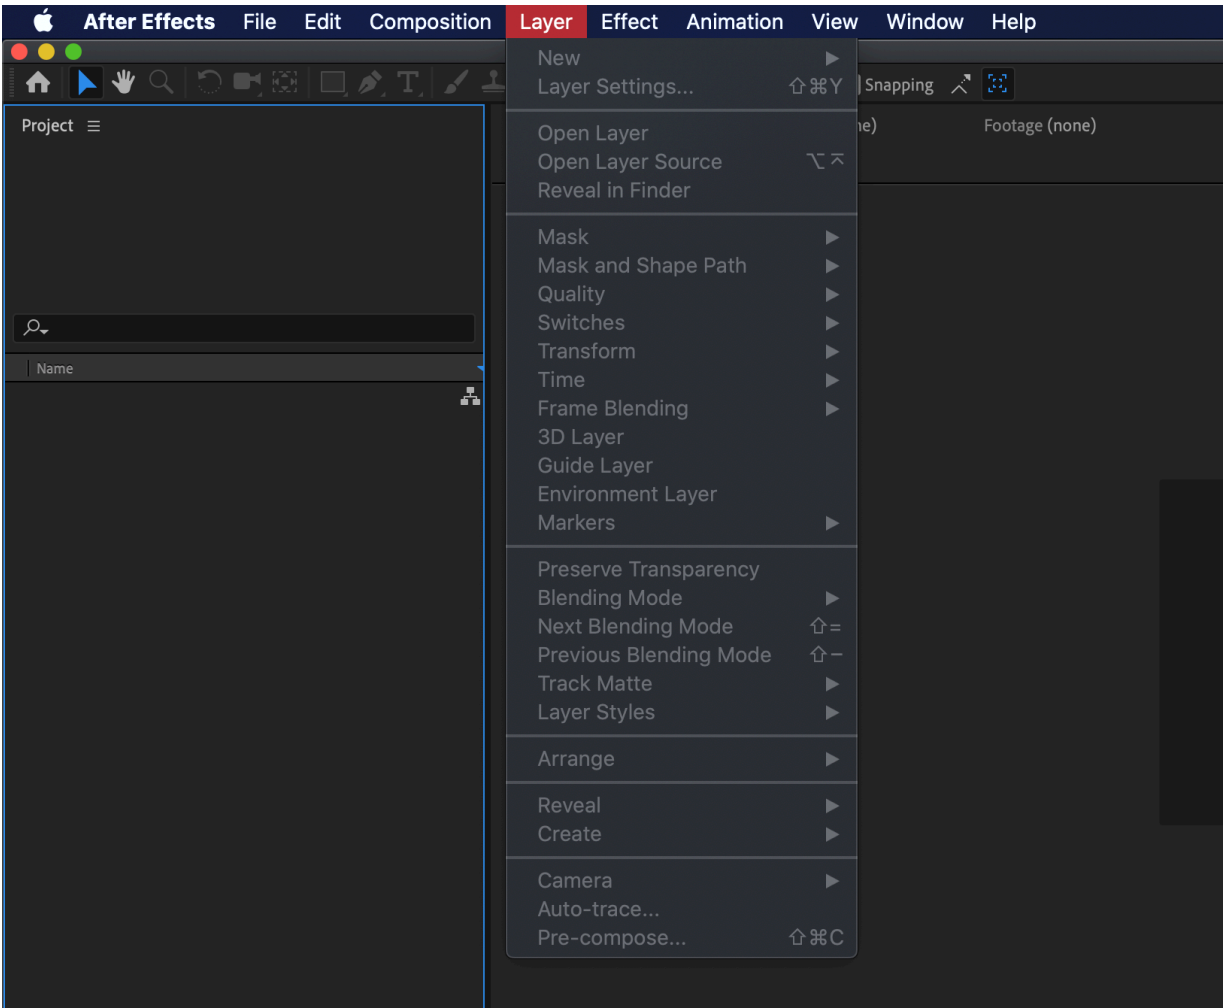 After Effects File Edit Composition Layer Effect Animation View Window Help
New
Layer Settings... ⇧⌘Y
Snapping
Project
Footage (none)
Open Layer
Open Layer Source ⌥⌤
Reveal in Finder
Mask
Mask and Shape Path
Quality
Switches
Transform
Name
Time
Frame Blending
3D Layer
Guide Layer
Environment Layer
Markers
Preserve Transparency
Blending Mode
Next Blending Mode ⇧=
Previous Blending Mode ⇧-
Track Matte
Layer Styles
Arrange
Reveal
Create
Camera
Auto-trace...
Pre-compose... ⇧⌘C